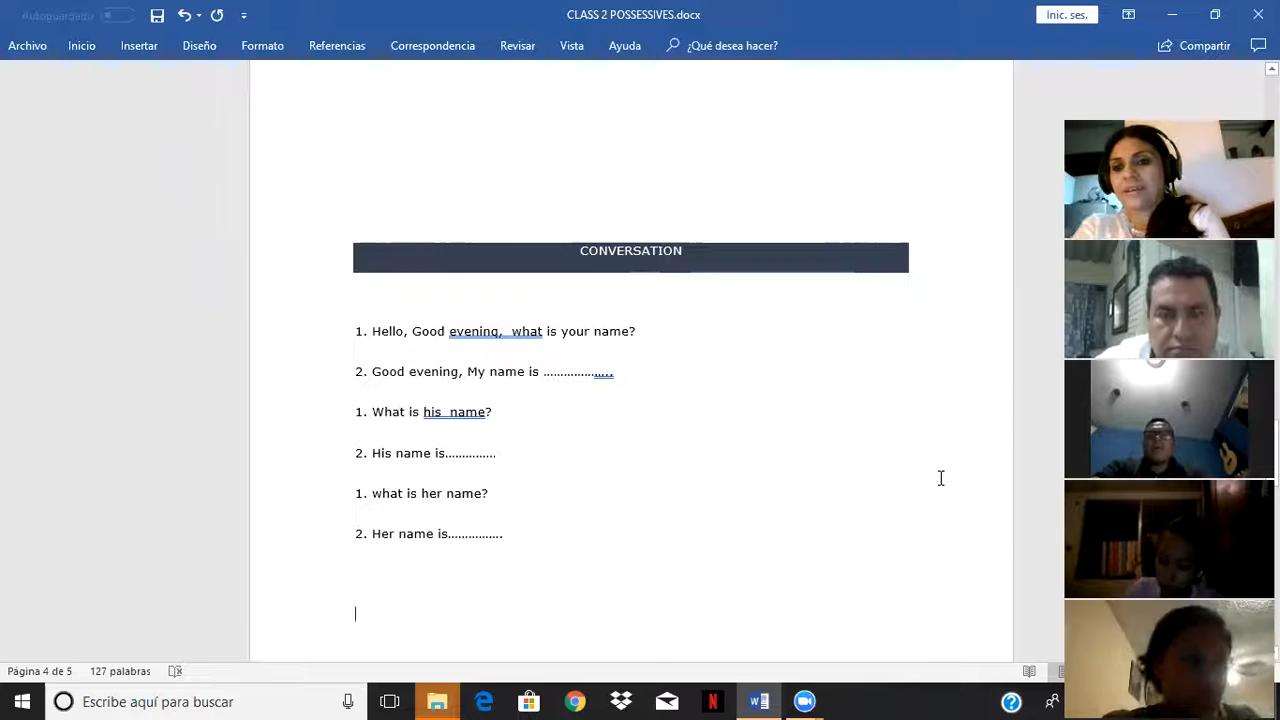 Autoguardado
CLASS 2 POSSESSIVES.docx
Inic. ses.
Archivo Inicio Insertar Diseño Formato Referencias Correspondencia Revisar Vista Ayuda ¿Qué desea hacer? Compartir
CONVERSATION
1. Hello, Good evening,  what is your name?
2. Good evening, My name is ………………..
1. What is his  name?
2. His name is…………..
1. what is her name?
2. Her name is…………….
Página 4 de 5 127 palabras
Escribe aquí para buscar